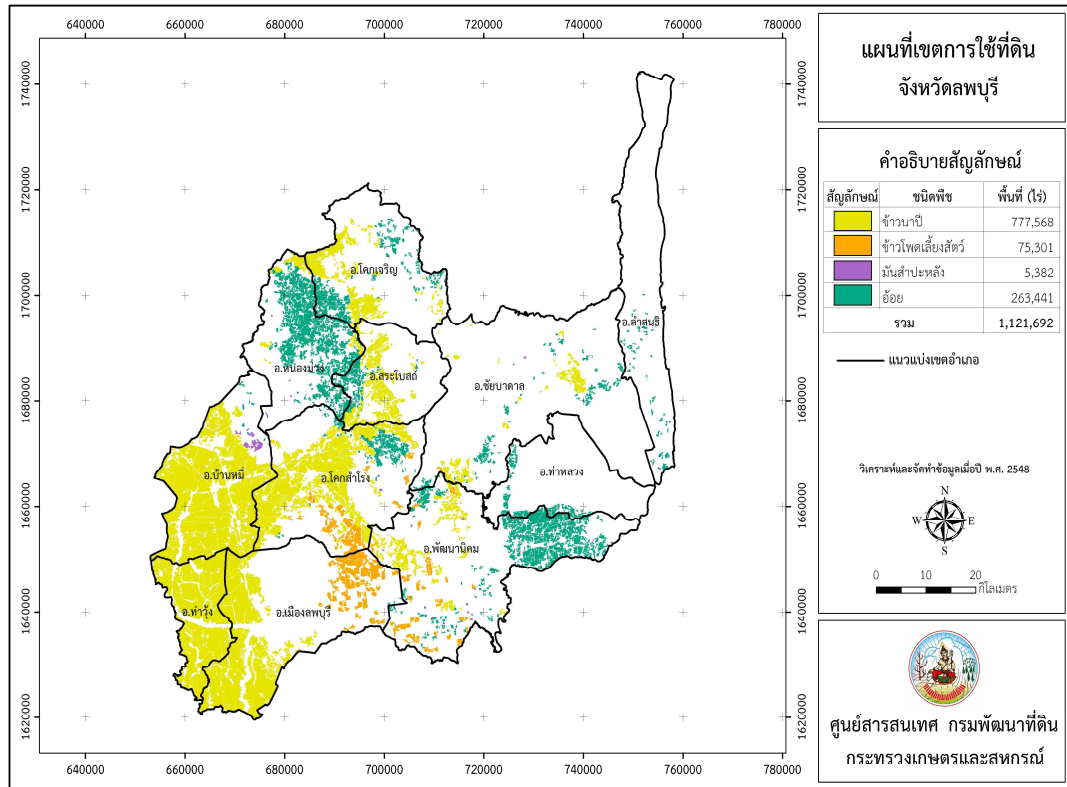 640000 660000 680000 700000 720000 740000 760000 780000
1740000 1740000
1720000 1720000
1700000 1700000
1680000 1680000
1660000 1660000
1640000 1640000
1620000 1620000
640000 660000 680000 700000 720000 740000 760000 780000
อ.โคกเจริญ
อ.ลำสนธิ
อ.หนองม่วง
อ.สระโบสถ์
อ.ชัยบาดาล
อ.บ้านหมี่
อ.โคกสำโรง
อ.ท่าหลวง
อ.พัฒนานิคม
อ.ท่าวุ้ง
อ.เมืองลพบุรี
แผนที่เขตการใช้ที่ดิน
จังหวัดลพบุรี
คำอธิบายสัญลักษณ์
สัญลักษณ์ ชนิดพืช พื้นที่ (ไร่)
ข้าวนาปี 777,568
ข้าวโพดเลี้ยงสัตว์ 75,301
มันสำปะหลัง 5,382
อ้อย 263,441
รวม 1,121,692
แนวแบ่งเขตอำเภอ
วิเคราะห์และจัดทำข้อมูลเมื่อปี พ.ศ. 2548
N
W E
S
0 10 20
กิโลเมตร
ศูนย์สารสนเทศ กรมพัฒนาที่ดิน
กระทรวงเกษตรและสหกรณ์